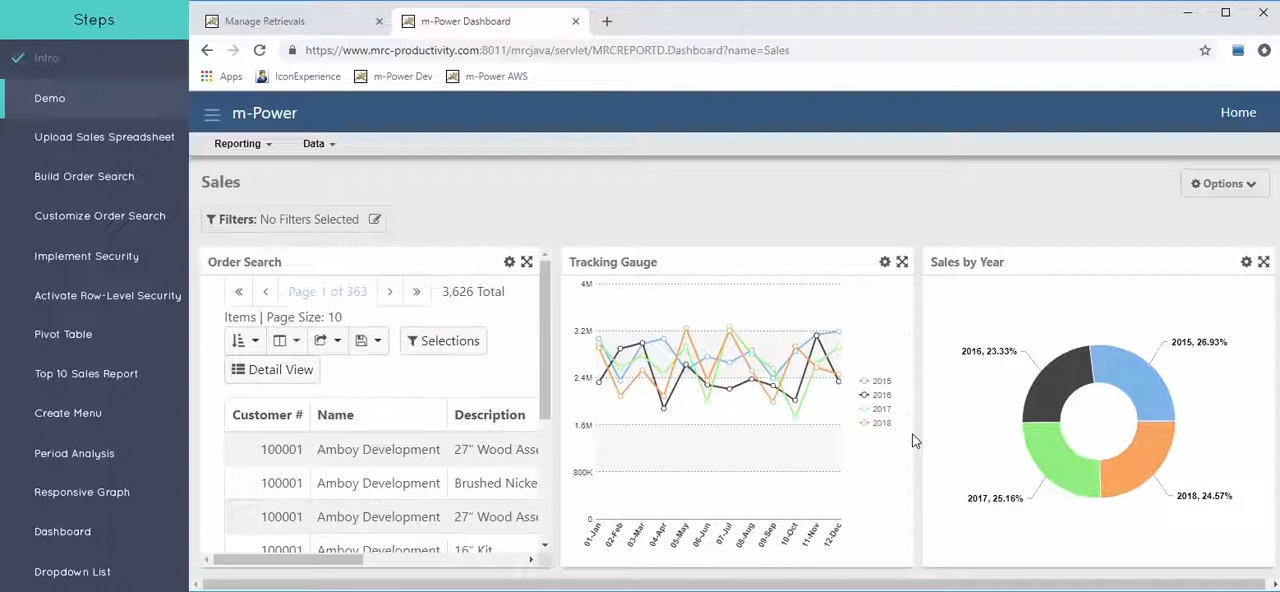 Steps
Intro
Demo
Upload Sales Spreadsheet
Build Order Search
Customize Order Search
Implement Security
Activate Row-Level Security
Pivot Table
Top 10 Sales Report
Create Menu
Period Analysis
Responsive Graph
Dashboard
Dropdown List
Manage Retrievals
m-Power Dashboard
https://www.mrc-productivity.com:8011/mrcjava/servlet/MRCREPORTD.Dashboard?name=Sales
Apps IconExperience m-Power Dev m-Power AWS
m-Power Home
Reporting Data
Sales Options
Filters: No Filters Selected
Order Search
Page 1 of 363 3,626 Total
Items | Page Size: 10
Selections
Detail View
Customer # Name Description
100001 Amboy Development 27" Wood Asse
100001 Amboy Development Brushed Nicke
100001 Amboy Development 27" Wood Asse
100001 Amboy Development 16" Kit
Tracking Gauge
4M
3.2M
2.4M
1.6M
800K
0
01-Jan
02-Feb
03-Mar
04-Apr
05-May
06-Jun
07-Jul
08-Aug
09-Sep
10-Oct
11-Nov
12-Dec
2015
2016
2017
2018
Sales by Year
2016, 23.33%
2015, 26.93%
2017, 25.16%
2018, 24.57%